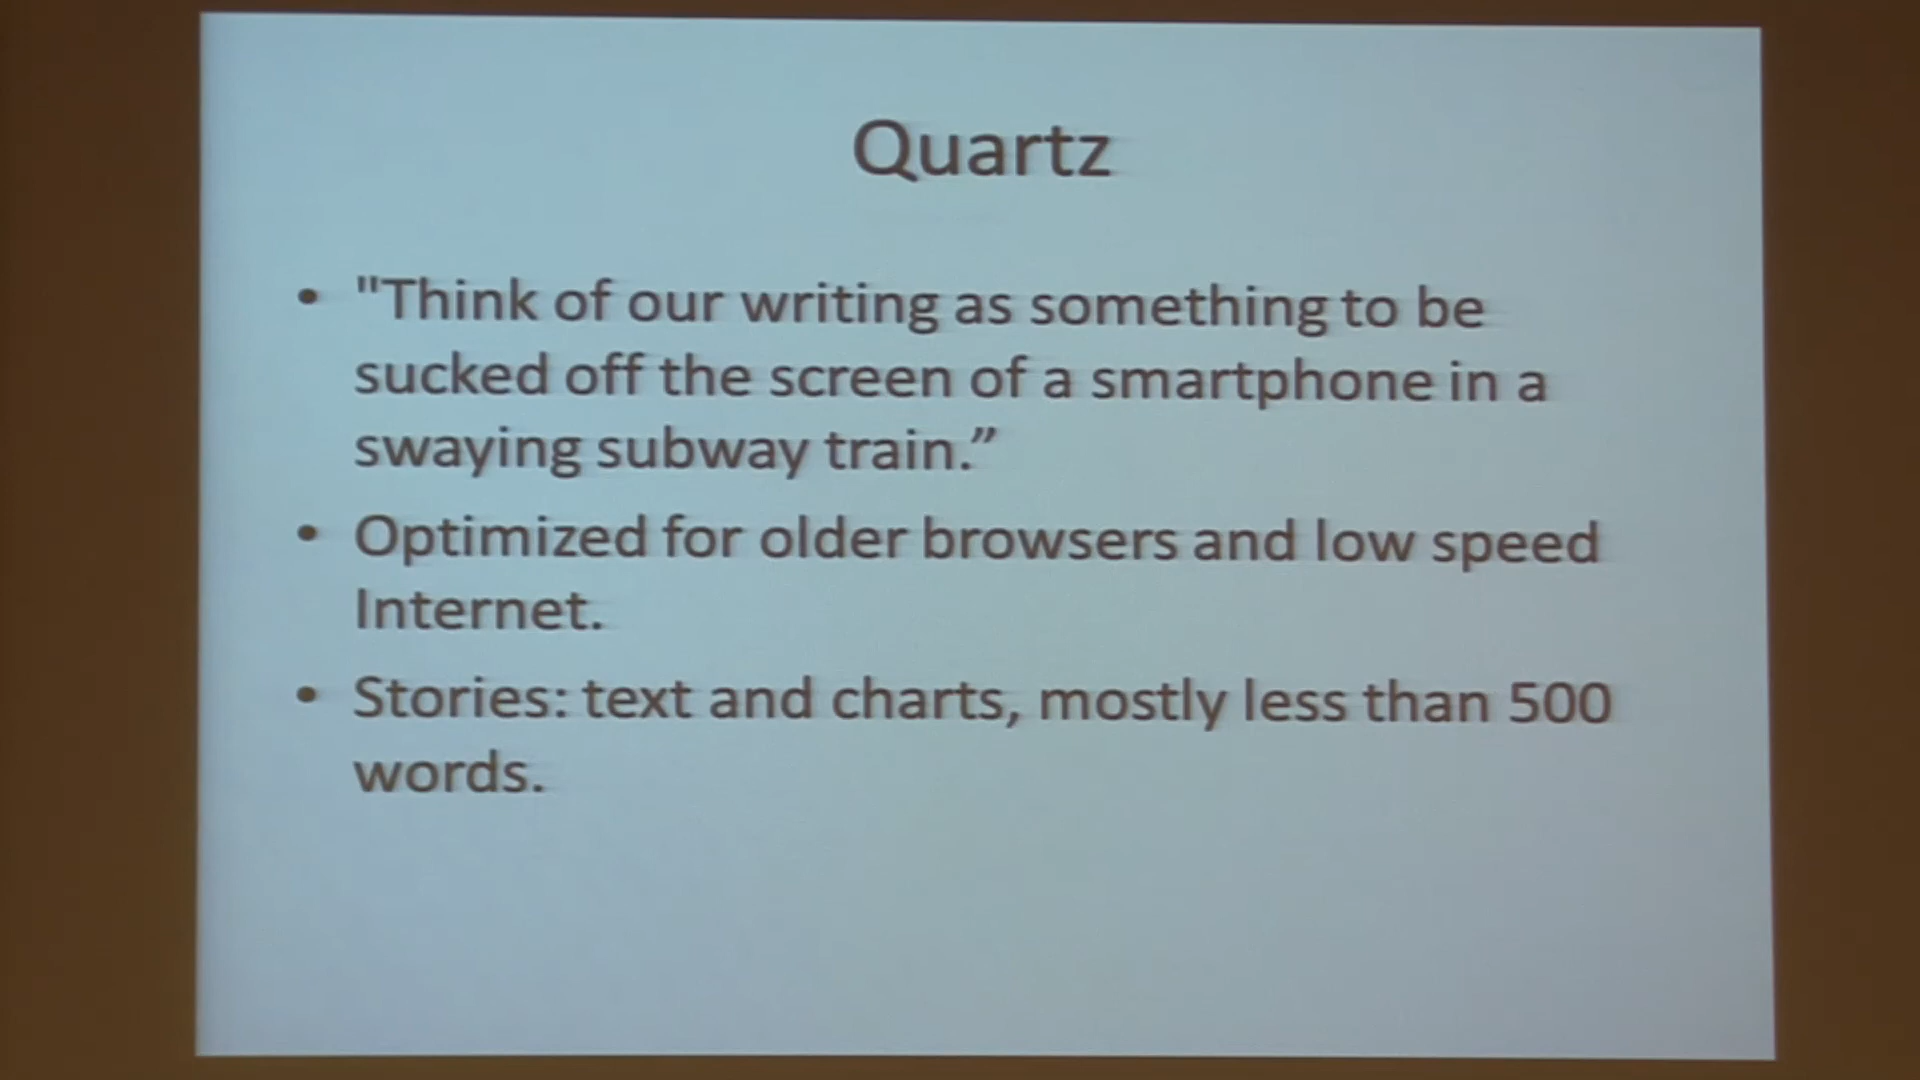 Quartz
• "Think of our writing as something to be
sucked off the screen of a smartphone in a
swaying subway train.”
• Optimized for older browsers and low speed
Internet.
• Stories: text and charts, mostly less than 500
words.